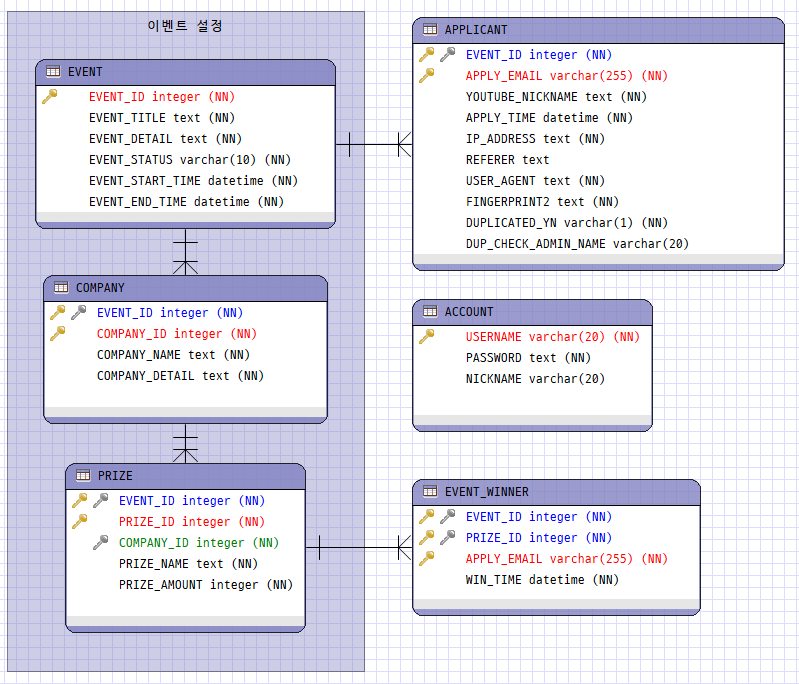 이벤트 설정
EVENT
EVENT_ID integer (NN)
EVENT_TITLE text (NN)
EVENT_DETAIL text (NN)
EVENT_STATUS varchar(10) (NN)
EVENT_START_TIME datetime (NN)
EVENT_END_TIME datetime (NN)
COMPANY
EVENT_ID integer (NN)
COMPANY_ID integer (NN)
COMPANY_NAME text (NN)
COMPANY_DETAIL text (NN)
PRIZE
EVENT_ID integer (NN)
PRIZE_ID integer (NN)
COMPANY_ID integer (NN)
PRIZE_NAME text (NN)
PRIZE_AMOUNT integer (NN)
APPLICANT
EVENT_ID integer (NN)
APPLY_EMAIL varchar(255) (NN)
YOUTUBE_NICKNAME text (NN)
APPLY_TIME datetime (NN)
IP_ADDRESS text (NN)
REFERER text
USER_AGENT text (NN)
FINGERPRINT2 text (NN)
DUPLICATED_YN varchar(1) (NN)
DUP_CHECK_ADMIN_NAME varchar(20)
ACCOUNT
USERNAME varchar(20) (NN)
PASSWORD text (NN)
NICKNAME varchar(20)
EVENT_WINNER
EVENT_ID integer (NN)
PRIZE_ID integer (NN)
APPLY_EMAIL varchar(255) (NN)
WIN_TIME datetime (NN)